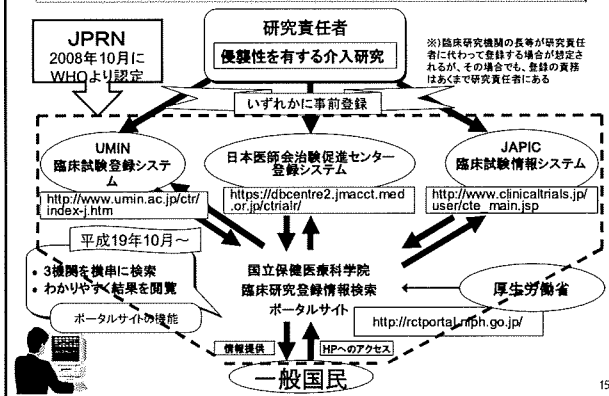 JPRN
2008年10月に
WHOより認定
研究責任者
侵襲性を有する介入研究
※)臨床研究機関の長等が研究責任
者に代わって登録する場合が想定さ
れるが、その場合でも、登録の責務
はあくまで研究責任者にある
いずれかに事前登録
UMIN
臨床試験登録システ
ム
日本医師会治験促進センター
登録システム
JAPIC
臨床試験情報システム
http://www.umin.ac.jp/ctr/
index-j.htm
https://dbcentre2.jmacct.med
.or.jp/ctrialr/
http://www.clinicaltrials.jp/
user/cte_main.jsp
平成19年10月~
• 3機関を横串に検索
• わかりやすく結果を閲覧
ポータルサイトの機能
国立保健医療科学院
臨床研究登録情報検索
ポータルサイト
厚生労働省
http://rctportal.niph.go.jp/
情報提供
HPへのアクセス
一般国民
15